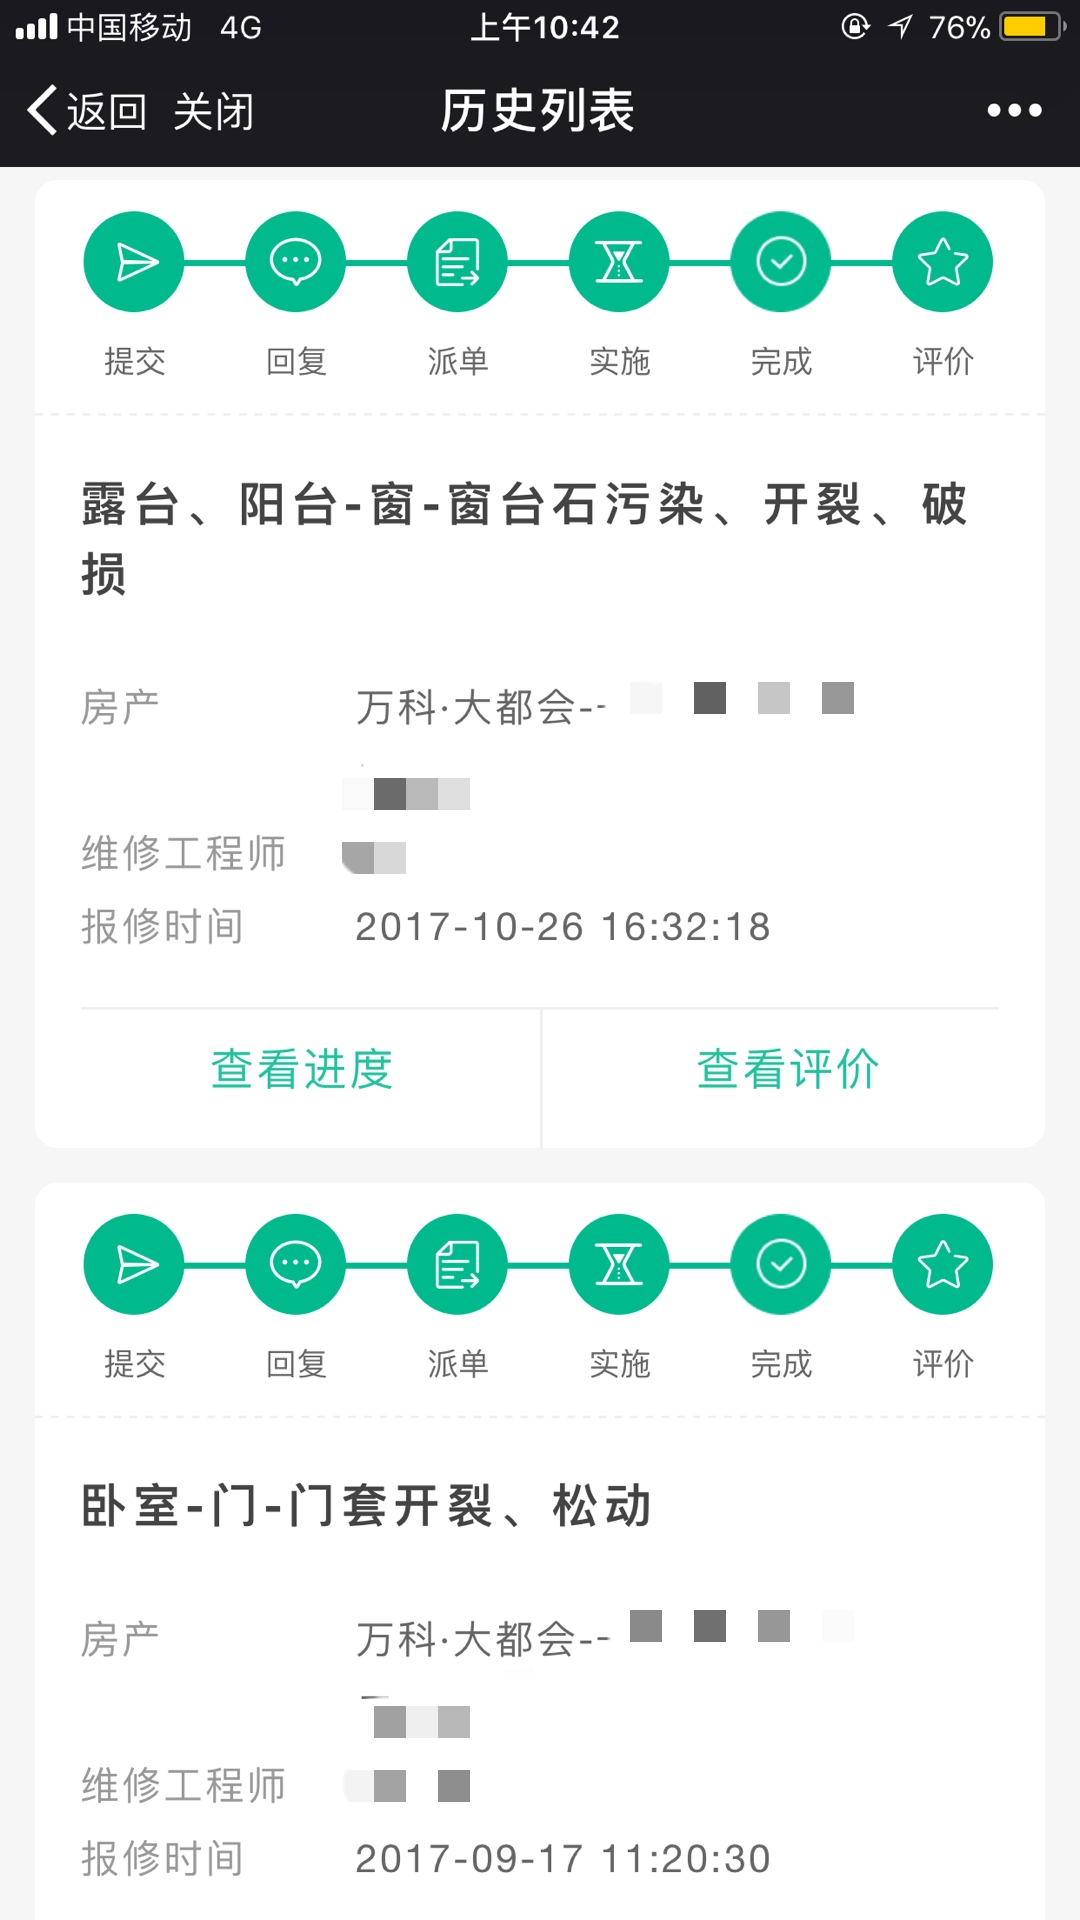 中国移动 4G 上午10:42 76%
返回 关闭 历史列表
提交 回复 派单 实施 完成 评价
露台、阳台-窗-窗台石污染、开裂、破
损
房产 万科·大都会--
维修工程师
报修时间 2017-10-26 16:32:18
查看进度 查看评价
提交 回复 派单 实施 完成 评价
卧室-门-门套开裂、松动
房产 万科·大都会--
维修工程师
报修时间 2017-09-17 11:20:30